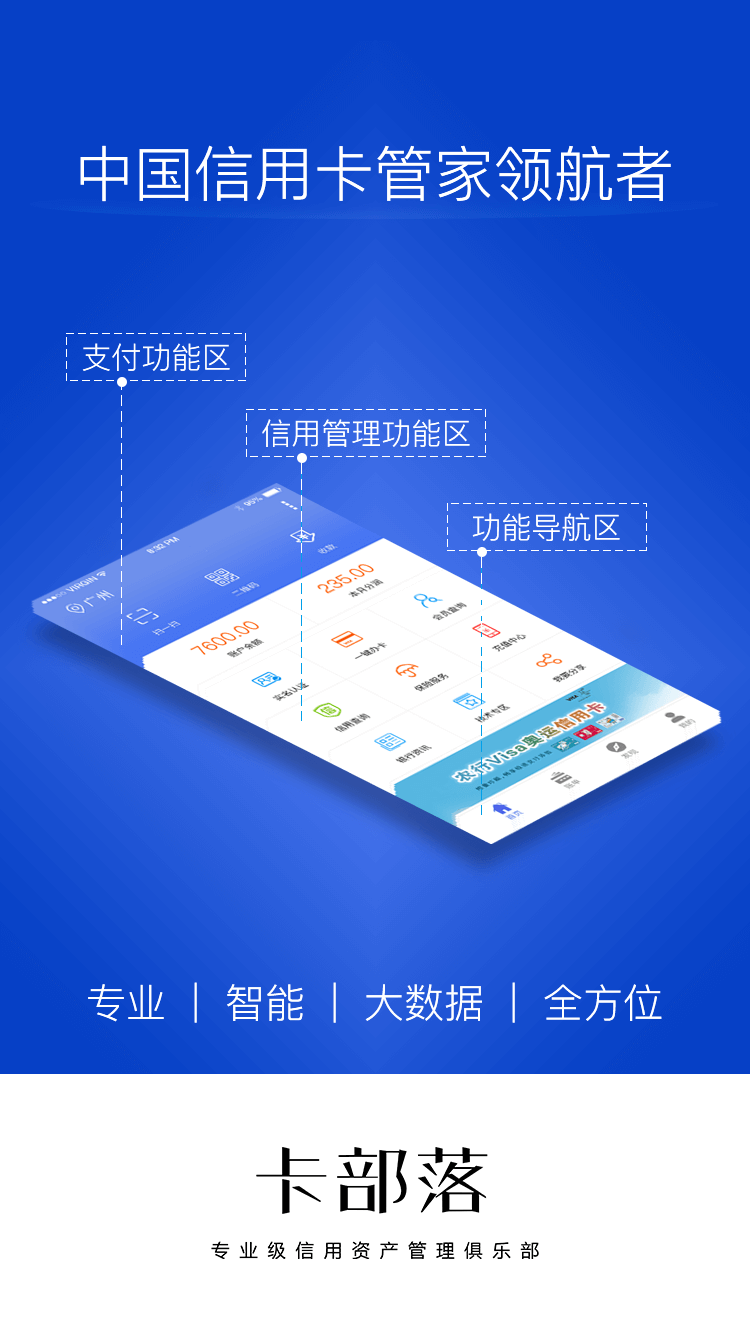 中国信用卡管家领航者
支付功能区
信用管理功能区
功能导航区
VIRGIN
8:32 PM
95%
广州
扫一扫
二维码
收款
7600.00
账户余额
235.00
本月分润
实名认证
一键办卡
会员查询
信用查询
保险服务
充值中心
银行资讯
技术专区
我要分享
农行Visa奥运信用卡
VISA
首页
账单
发现
我的
专业 | 智能 | 大数据 | 全方位
卡部落
专业级信用资产管理俱乐部